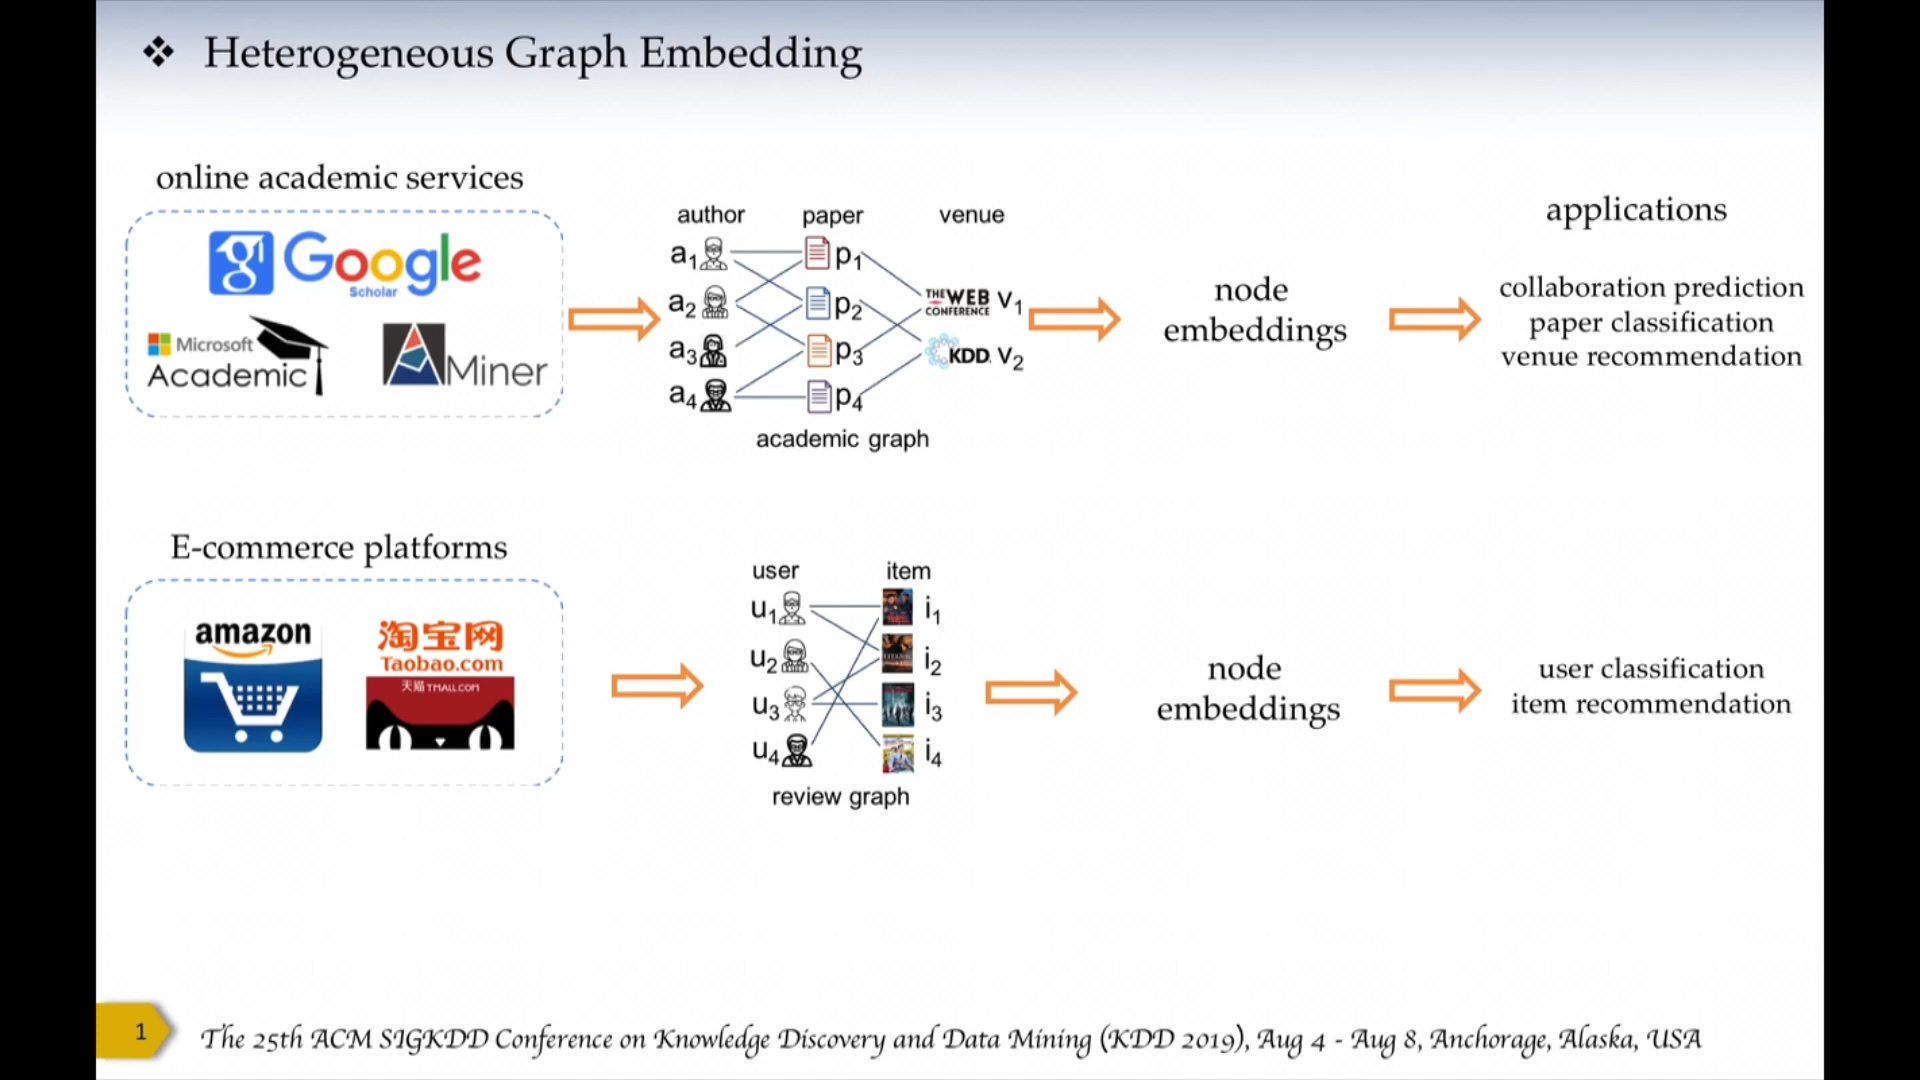 ❖ Heterogeneous Graph Embedding
online academic services
Google
Scholar
Microsoft
Academic
AMiner
author paper venue
a1 p1
a2 p2 THE WEB CONFERENCE V1
a3 p3 KDD. V2
a4 p4
academic graph
node
embeddings
applications
collaboration prediction
paper classification
venue recommendation
E-commerce platforms
amazon
淘宝网
Taobao.com
天猫 TMALL.COM
user item
u1 i1
u2 i2
u3 i3
u4 i4
review graph
node
embeddings
user classification
item recommendation
1
The 25th ACM SIGKDD Conference on Knowledge Discovery and Data Mining (KDD 2019), Aug 4 - Aug 8, Anchorage, Alaska, USA